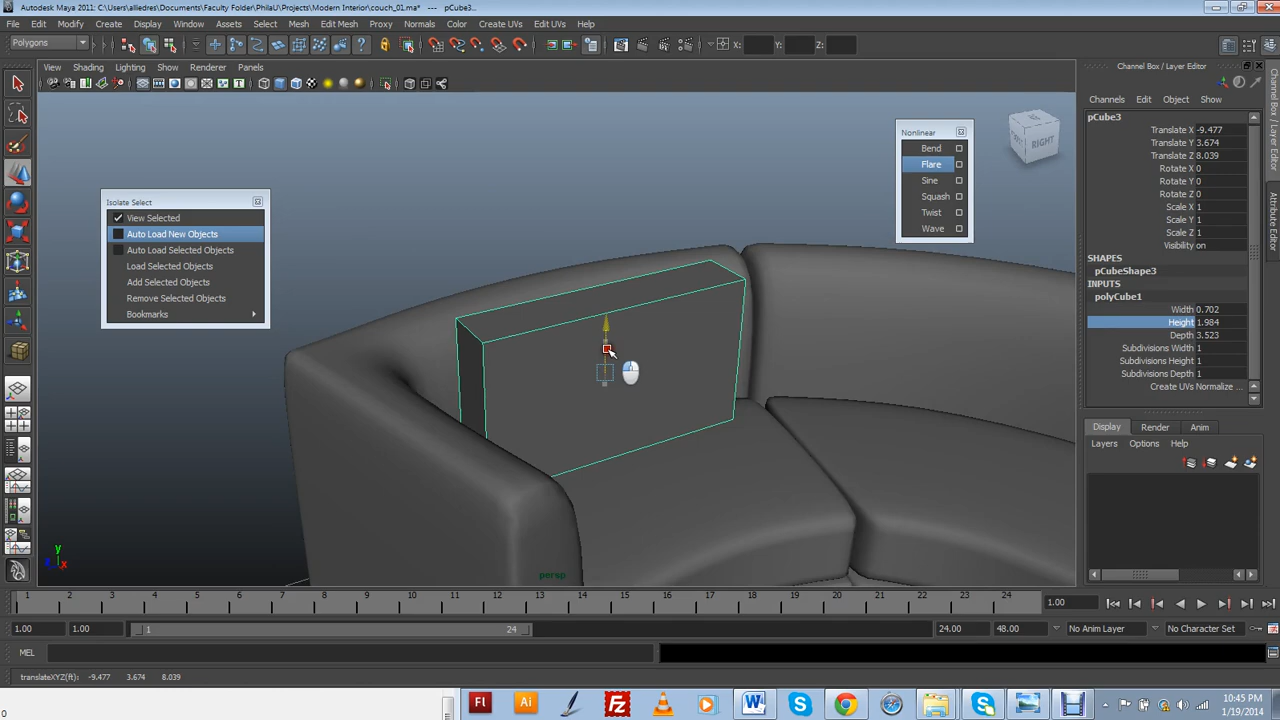 Autodesk Maya 2011: c:\users\alliedres\Documents\Faculty Folder\PhilaU\Projects\Modern Interior\couch_01.ma* --- pCube3...
File Edit Modify Create Display Window Assets Select Mesh Edit Mesh Proxy Normals Color Create UVs Edit UVs Help
Polygons X: Y: Z:
View Shading Lighting Show Renderer Panels
Channel Box / Layer Editor
Channels Edit Object Show
pCube3
Translate X -9.477
Translate Y 3.674
Translate Z 8.039
Rotate X 0
Rotate Y 0
Rotate Z 0
Scale X 1
Scale Y 1
Scale Z 1
Visibility on
SHAPES
pCubeShape3
INPUTS
polyCube1
Width 0.702
Height 1.984
Depth 3.523
Subdivisions Width 1
Subdivisions Height 1
Subdivisions Depth 1
Create UVs Normalize ...
Channel Box / Layer Editor
Attribute Editor
Display Render Anim
Layers Options Help
Nonlinear
Bend
Flare
Sine
Squash
Twist
Wave
RIGHT
Isolate Select
View Selected
Auto Load New Objects
Auto Load Selected Objects
Load Selected Objects
Add Selected Objects
Remove Selected Objects
Bookmarks
y
x
persp
1 2 3 4 5 6 7 8 9 10 11 12 13 14 15 16 17 18 19 20 21 22 23 24 1.00
1.00 1.00 1 24 24.00 48.00 No Anim Layer No Character Set
MEL
translateXYZ(ft): -9.477 3.674 8.039
0 Fl Ai Fz W S S 10:45 PM
1/19/2014